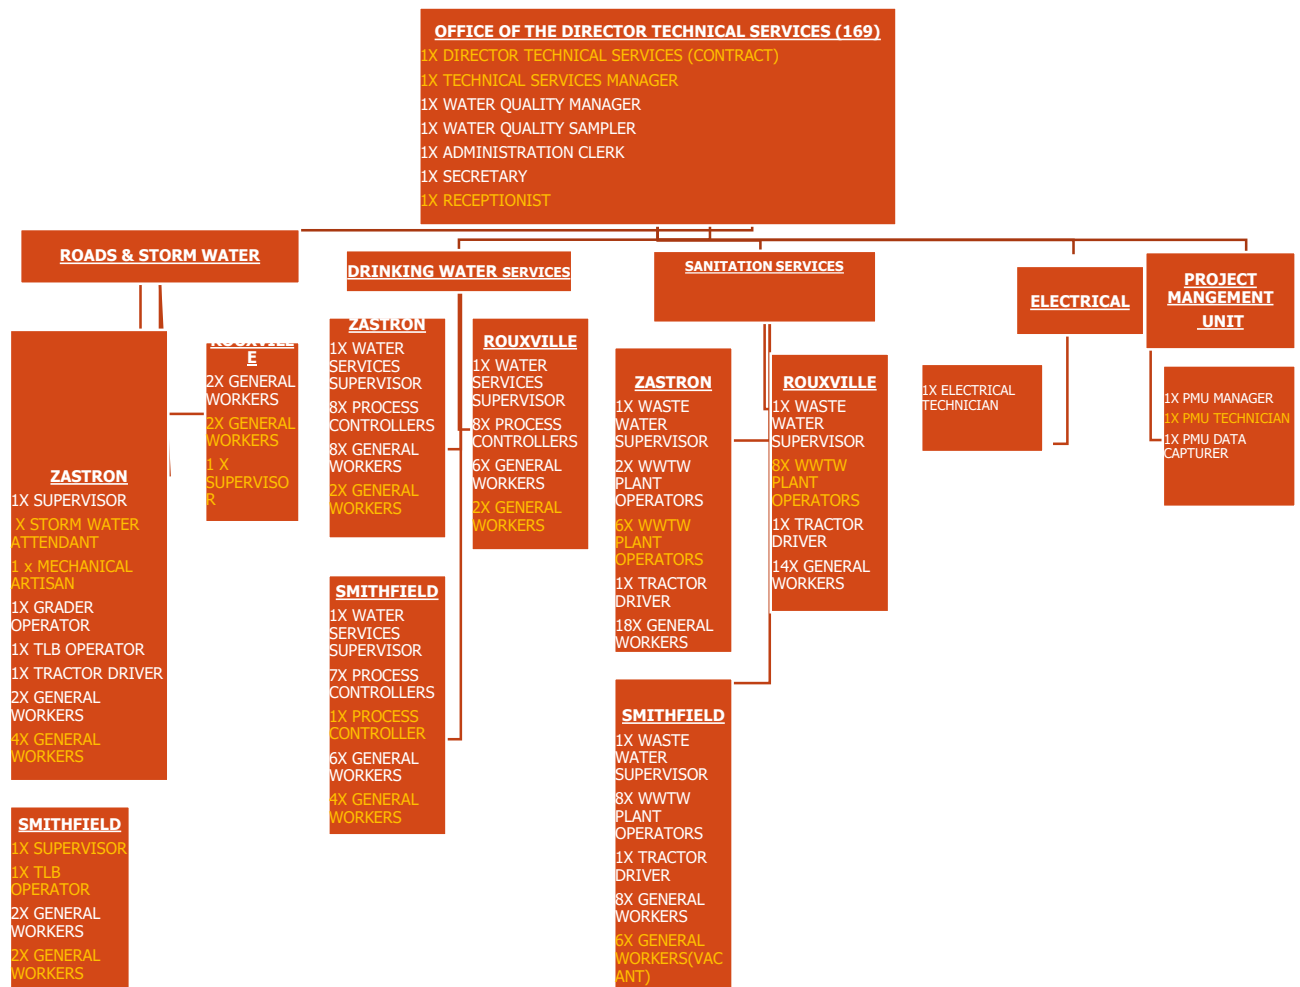 OFFICE OF THE DIRECTOR TECHNICAL SERVICES (169)
1X DIRECTOR TECHNICAL SERVICES (CONTRACT)
1X TECHNICAL SERVICES MANAGER
1X WATER QUALITY MANAGER
1X WATER QUALITY SAMPLER
1X ADMINISTRATION CLERK
1X SECRETARY
1X RECEPTIONIST
ROADS & STORM WATER
ZASTRON
1X SUPERVISOR
X STORM WATER
ATTENDANT
1 x MECHANICAL
ARTISAN
1X GRADER
OPERATOR
1X TLB OPERATOR
1X TRACTOR DRIVER
2X GENERAL
WORKERS
4X GENERAL
WORKERS
ROUXVILL
E
2X GENERAL
WORKERS
2X GENERAL
WORKERS
1 X
SUPERVISO
R
SMITHFIELD
1X SUPERVISOR
1X TLB
OPERATOR
2X GENERAL
WORKERS
2X GENERAL
WORKERS
DRINKING WATER SERVICES
ZASTRON
1X WATER
SERVICES
SUPERVISOR
8X PROCESS
CONTROLLERS
8X GENERAL
WORKERS
2X GENERAL
WORKERS
ROUXVILLE
1X WATER
SERVICES
SUPERVISOR
8X PROCESS
CONTROLLERS
6X GENERAL
WORKERS
2X GENERAL
WORKERS
SMITHFIELD
1X WATER
SERVICES
SUPERVISOR
7X PROCESS
CONTROLLERS
1X PROCESS
CONTROLLER
6X GENERAL
WORKERS
4X GENERAL
WORKERS
SANITATION SERVICES
ZASTRON
1X WASTE
WATER
SUPERVISOR
2X WWTW
PLANT
OPERATORS
6X WWTW
PLANT
OPERATORS
1X TRACTOR
DRIVER
18X GENERAL
WORKERS
ROUXVILLE
1X WASTE
WATER
SUPERVISOR
8X WWTW
PLANT
OPERATORS
1X TRACTOR
DRIVER
14X GENERAL
WORKERS
SMITHFIELD
1X WASTE
WATER
SUPERVISOR
8X WWTW
PLANT
OPERATORS
1X TRACTOR
DRIVER
8X GENERAL
WORKERS
6X GENERAL
WORKERS(VAC
ANT)
ELECTRICAL
1X ELECTRICAL
TECHNICIAN
PROJECT
MANGEMENT
UNIT
1X PMU MANAGER
1X PMU TECHNICIAN
1X PMU DATA
CAPTURER